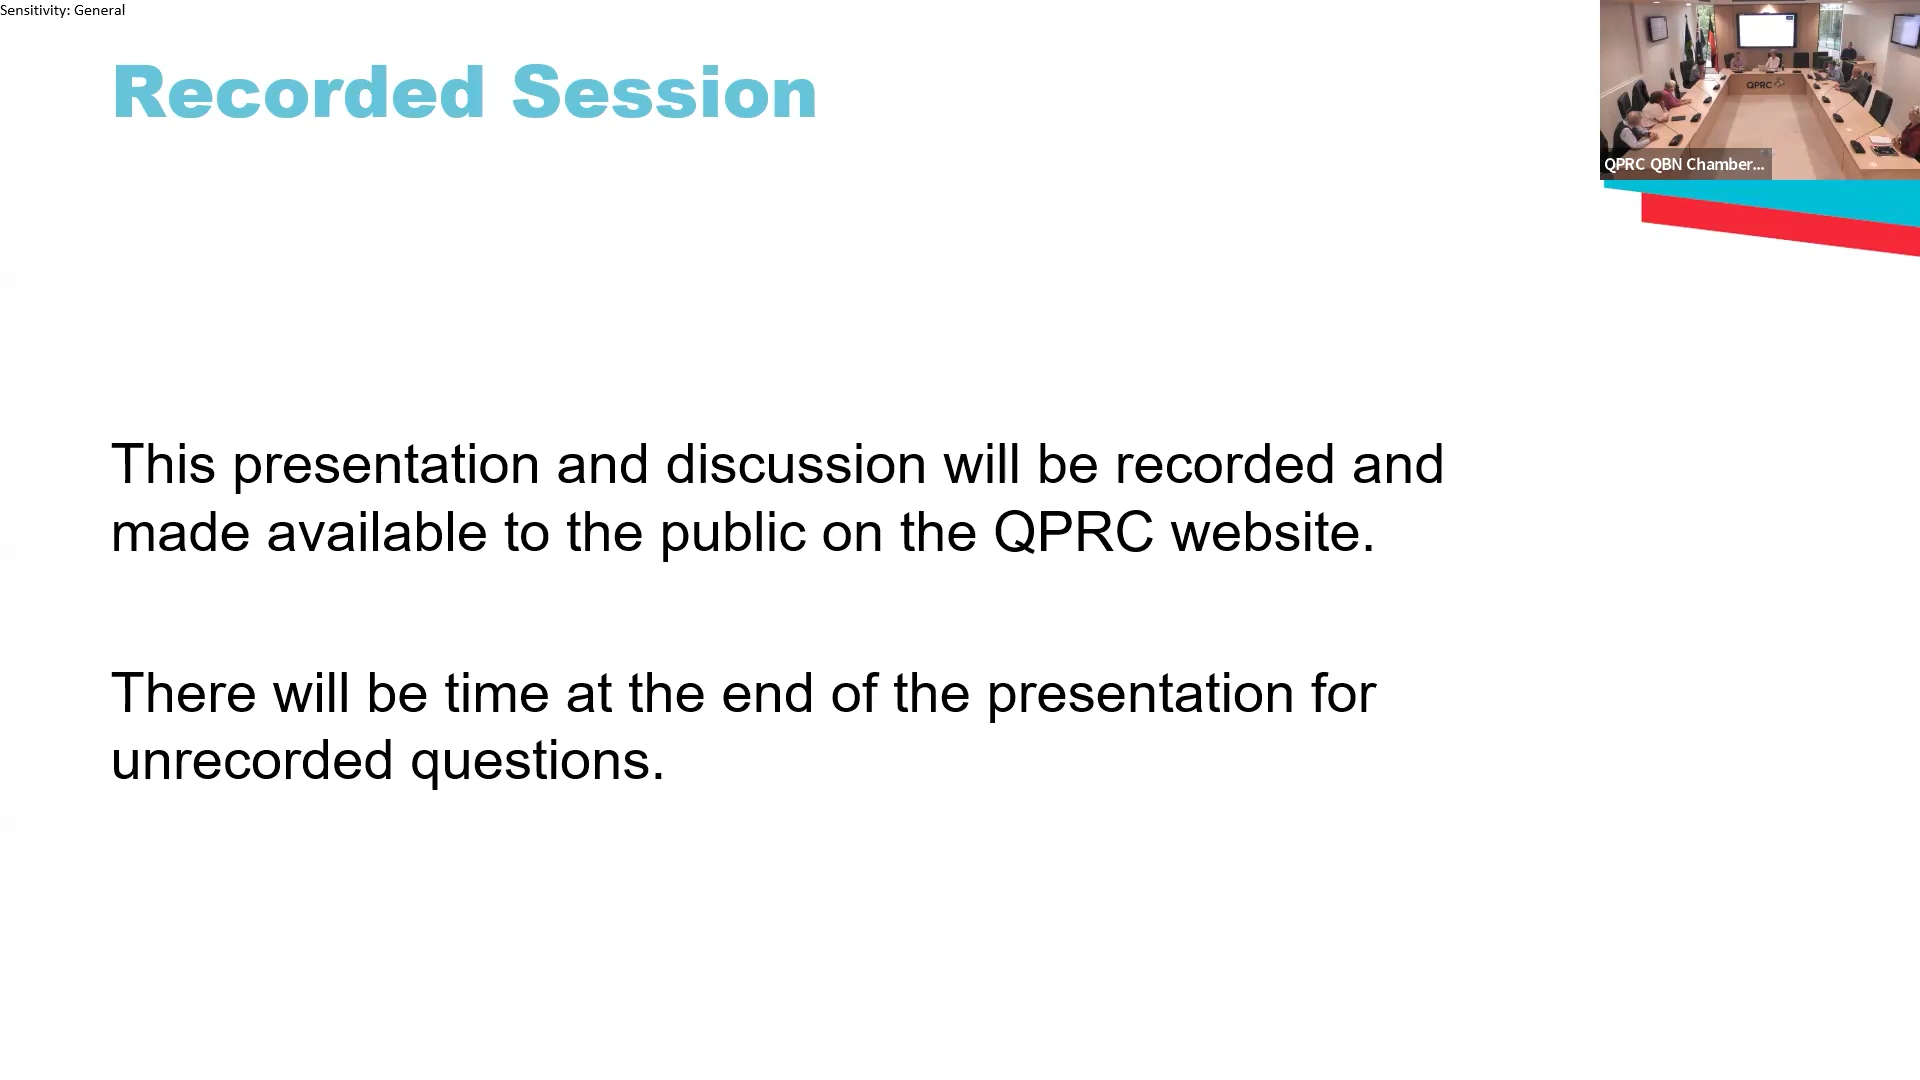 Sensitivity: General
Recorded Session
QPRC
QPRC QBN Chamber...
This presentation and discussion will be recorded and
made available to the public on the QPRC website.
There will be time at the end of the presentation for
unrecorded questions.